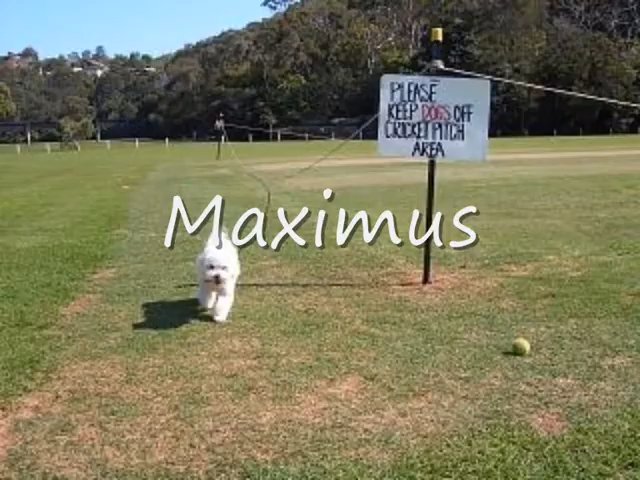 PLEASE
KEEP DOGS OFF
CRICKET PITCH
AREA
Maximus